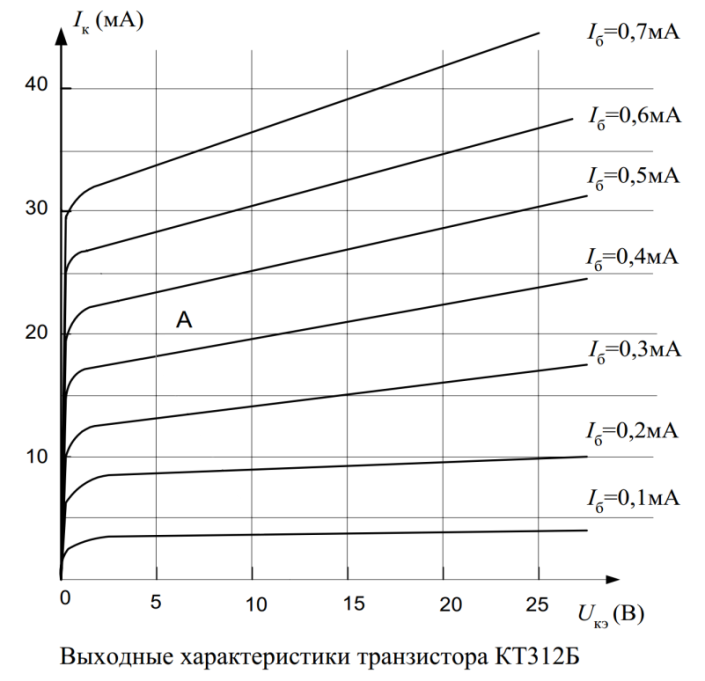 Iк (мА)
Iб=0,7мА
40
Iб=0,6мА
Iб=0,5мА
30
Iб=0,4мА
А
20
Iб=0,3мА
Iб=0,2мА
10
Iб=0,1мА
0 5 10 15 20 25 Uкэ (В)
Выходные характеристики транзистора КТ312Б